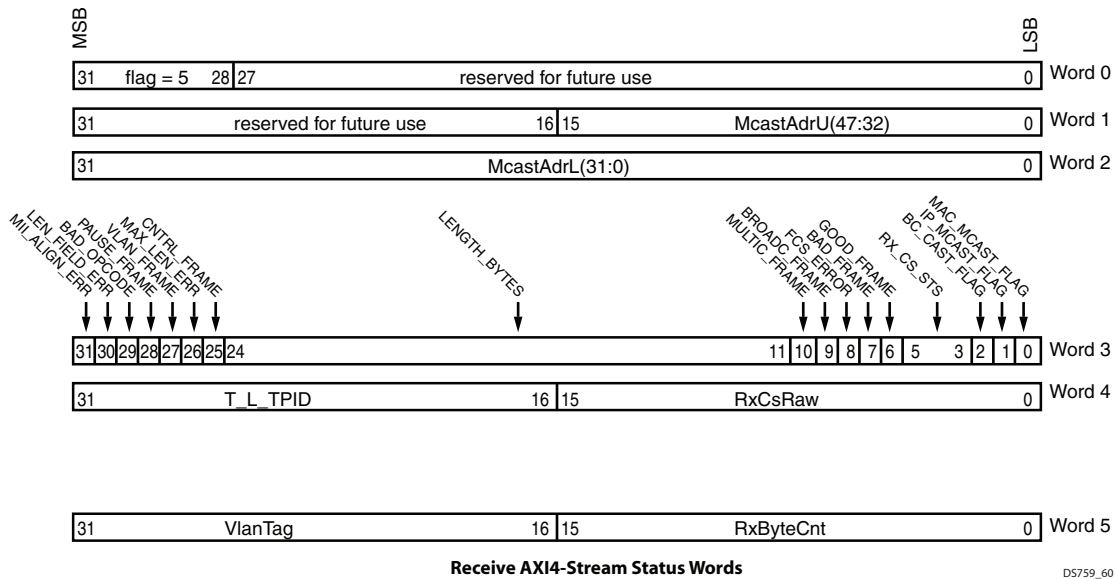 MSB LSB
31 flag = 5 28 27 reserved for future use 0 Word 0
31 reserved for future use 16 15 McastAdrU(47:32) 0 Word 1
31 McastAdrL(31:0) 0 Word 2
MII_ALIGN_ERR
LEN_FIELD_ERR
BAD_OPCODE
PAUSE_FRAME
VLAN_FRAME
MAX_LEN_ERR
CNTRL_FRAME
LENGTH_BYTES
MULTIC_FRAME
BROADC_FRAME
FCS_ERROR
BAD_FRAME
GOOD_FRAME
RX_CS_STS
BC_CAST_FLAG
IP_MCAST_FLAG
MAC_MCAST_FLAG
31 30 29 28 27 26 25 24 11 10 9 8 7 6 5 3 2 1 0 Word 3
31 T_L_TPID 16 15 RxCsRaw 0 Word 4
31 VlanTag 16 15 RxByteCnt 0 Word 5
Receive AXI4-Stream Status Words
DS759_60